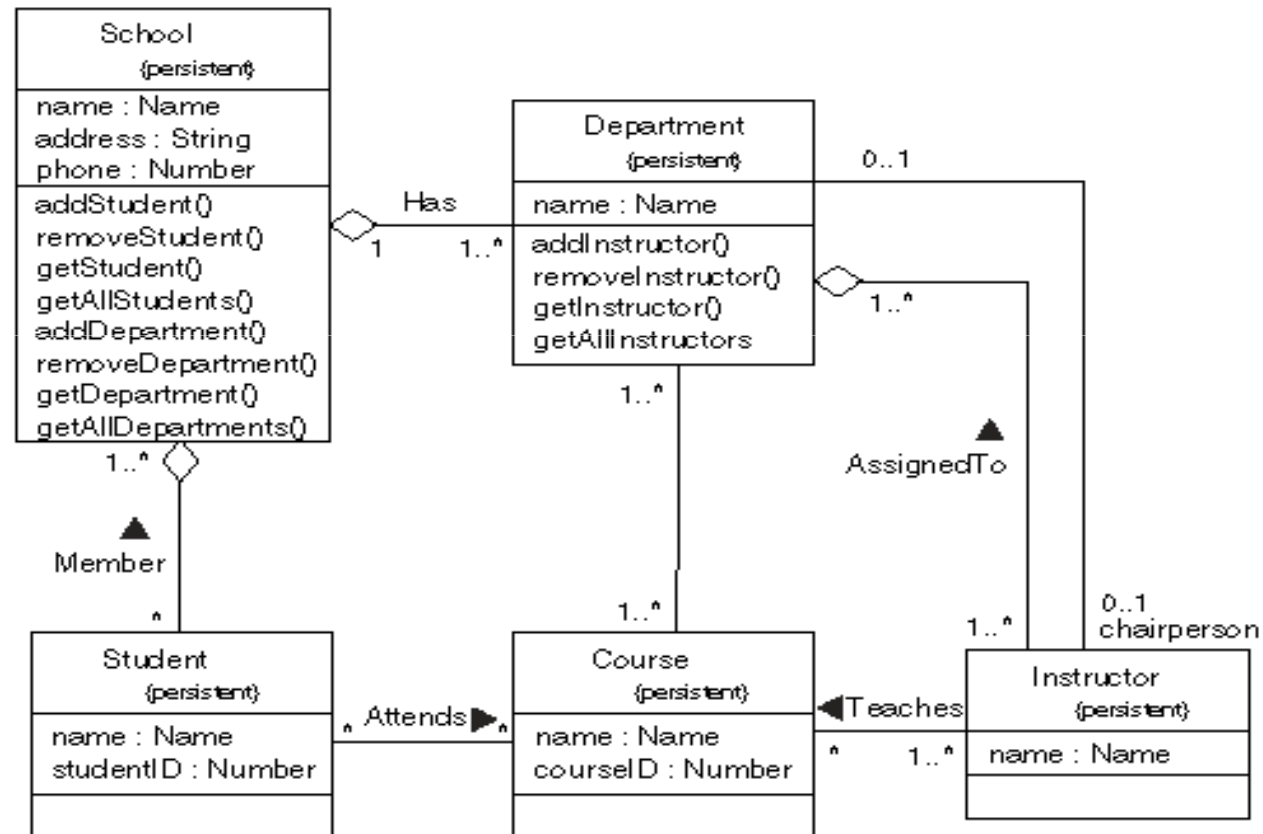 School
{persistent}
name : Name
address : String
phone : Number
addStudent()
removeStudent()
getStudent()
getAllStudents()
addDepartment()
removeDepartment()
getDepartment()
getAllDepartments()
Has
1
1..*
Department
{persistent}
name : Name
addInstructor()
removeInstructor()
getInstructor()
getAllInstructors
0..1
1..*
1..*
AssignedTo
1..*
Member
*
1..*
1..*
0..1
chairperson
Student
{persistent}
name : Name
studentID : Number
* Attends *
Course
{persistent}
name : Name
courseID : Number
Teaches
* 1..*
Instructor
{persistent}
name : Name